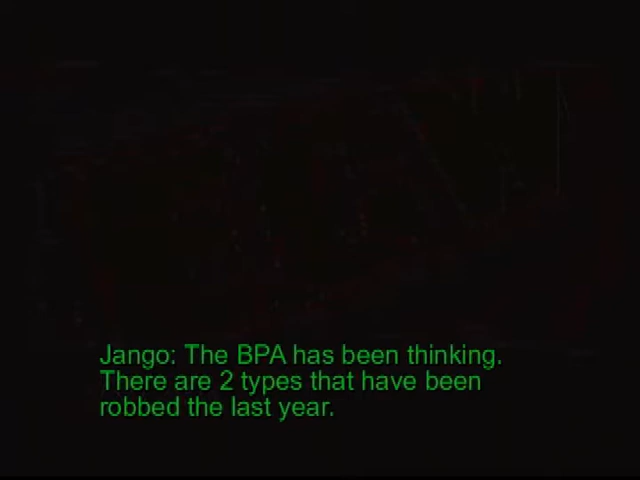 Jango: The BPA has been thinking.
There are 2 types that have been
robbed the last year.